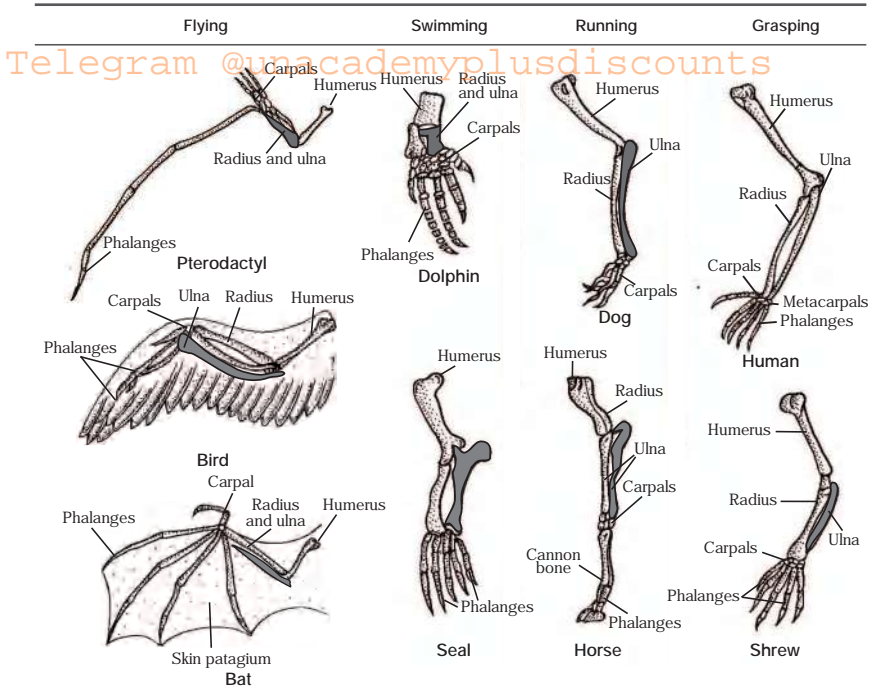 Flying Swimming Running Grasping
Telegram @unacademyplusdiscounts
Carpals
Humerus
Radius and ulna
Phalanges
Pterodactyl
Humerus
Radius
and ulna
Carpals
Phalanges
Dolphin
Humerus
Ulna
Radius
Carpals
Dog
Humerus
Ulna
Radius
Carpals
Metacarpals
Phalanges
Human
Carpals Ulna Radius Humerus
Phalanges
Bird
Humerus
Phalanges
Seal
Humerus
Radius
Ulna
Carpals
Cannon
bone
Phalanges
Horse
Humerus
Radius
Ulna
Carpals
Phalanges
Shrew
Carpal
Radius
and ulna
Humerus
Phalanges
Skin patagium
Bat